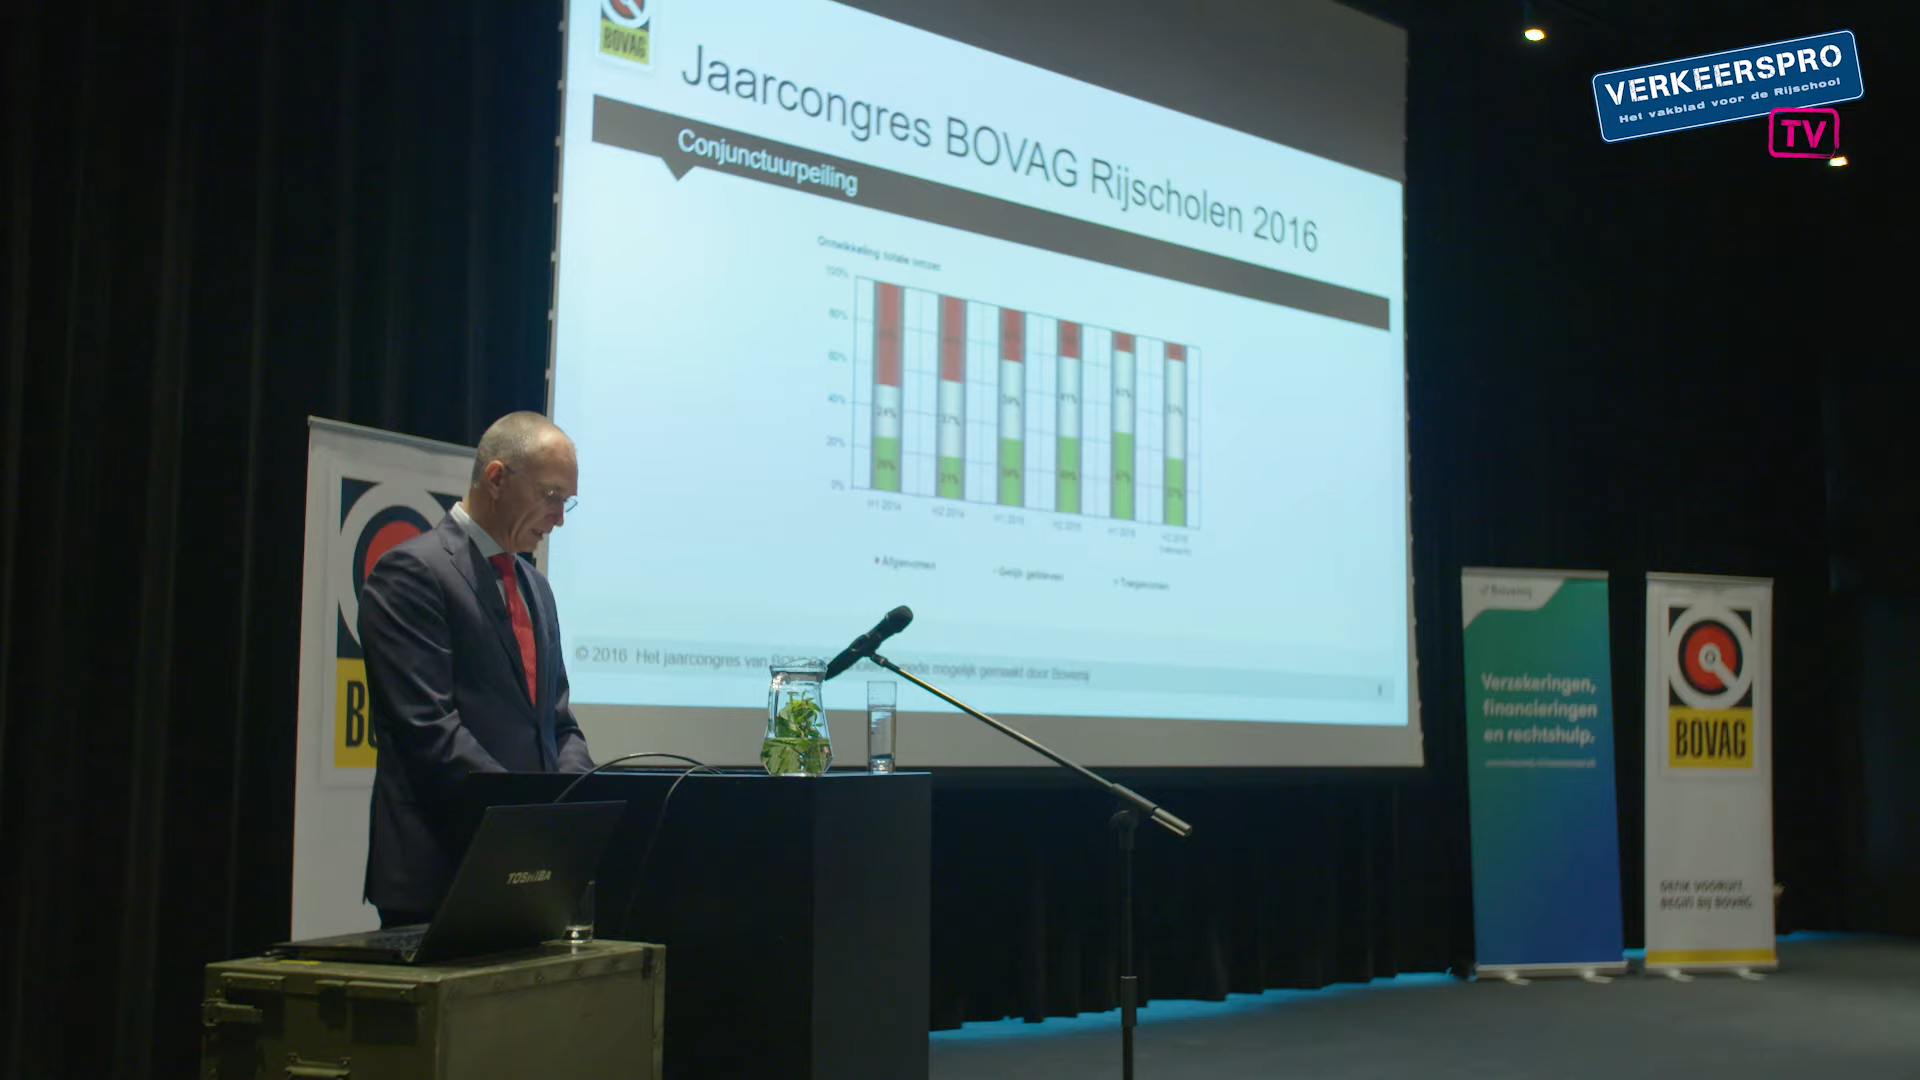 BOVAG
Jaarcongres BOVAG Rijscholen 2016
Conjunctuurpeiling
Ontwikkeling totale omzet
100%
80%
60%
40%
20%
0%
24%
37%
21%
H1 2014
H2 2014
H1 2015
H2 2015
H1 2016
H2 2016
Afgenomen
Gelijk gebleven
Toegenomen
© 2016 Het jaarcongres van mede mogelijk gemaakt door Bovemij
VERKEERSPRO
Het vakblad voor de Rijschool
TV
TOSHIBA
Bovemij
Verzekeringen,
financieringen
en rechtshulp.
BOVAG
DENK VOORUIT.
BEGIN BIJ BOVAG.